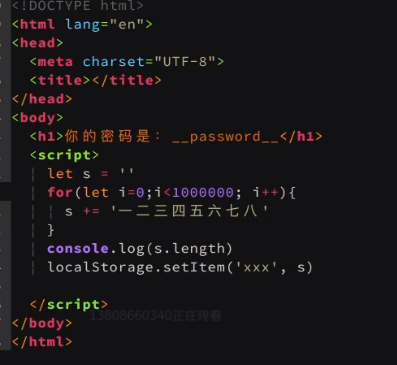 <!DOCTYPE html>
<html lang="en">
<head>
<meta charset="UTF-8">
<title></title>
</head>
<body>
<h1>你的密码是： __password__</h1>
<script>
let s = ''
for(let i=0;i<1000000; i++){
s += '一二三四五六七八'
}
console.log(s.length)
localStorage.setItem('xxx', s)
</script>
13808660340正在观看
</body>
</html>